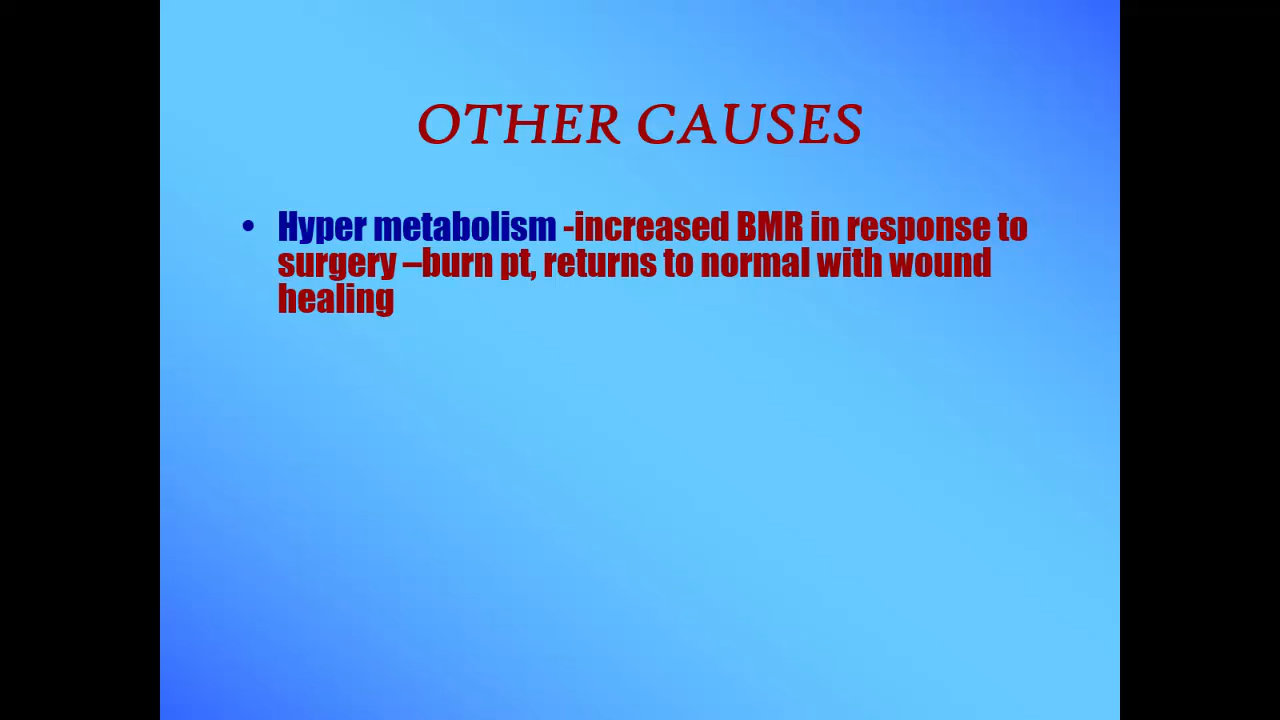 OTHER CAUSES
• Hyper metabolism -increased BMR in response to
surgery –burn pt, returns to normal with wound
healing